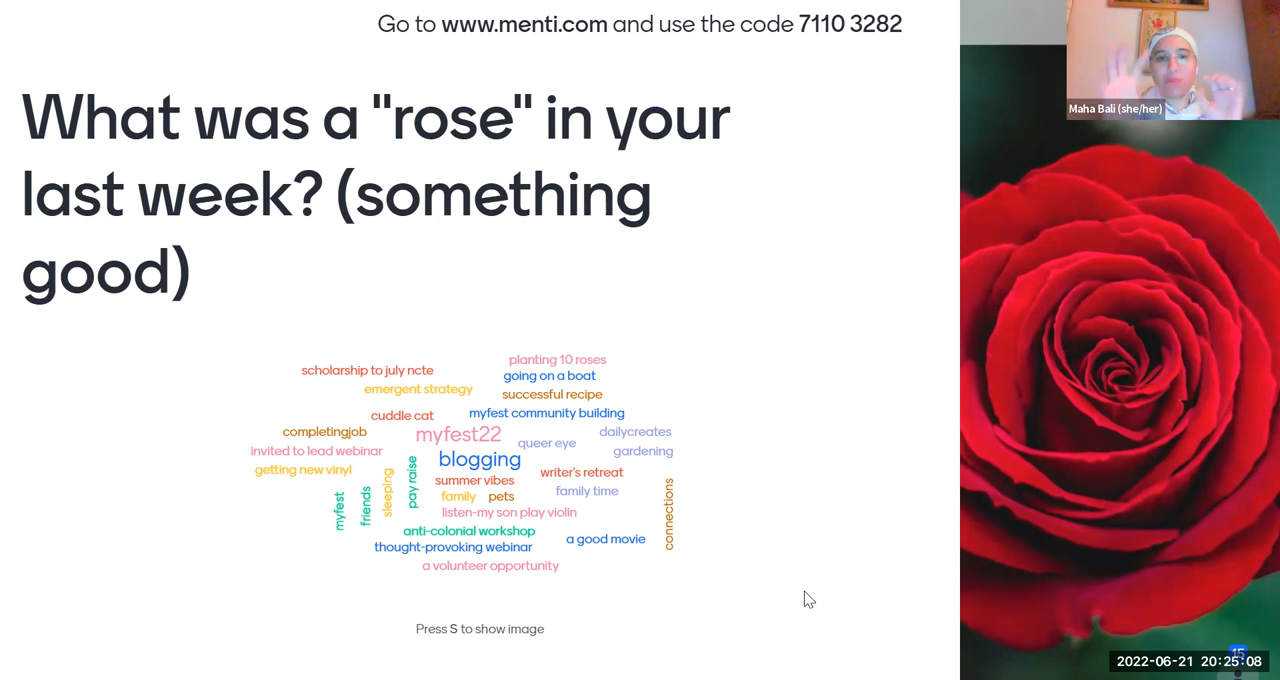 Go to www.menti.com and use the code 7110 3282
Maha Bali (she/her)
What was a "rose" in your
last week? (something
good)
planting 10 roses
scholarship to july ncte
going on a boat
emergent strategy
successful recipe
cuddle cat
myfest community building
completingjob
myfest22
dailycreates
queer eye
invited to lead webinar
gardening
blogging
getting new vinyl
writer's retreat
pay raise
summer vibes
sleeping
family time
family
pets
friends
myfest
connections
listen-my son play violin
anti-colonial workshop
a good movie
thought-provoking webinar
a volunteer opportunity
Press S to show image
15
2022-06-21 20:25:08